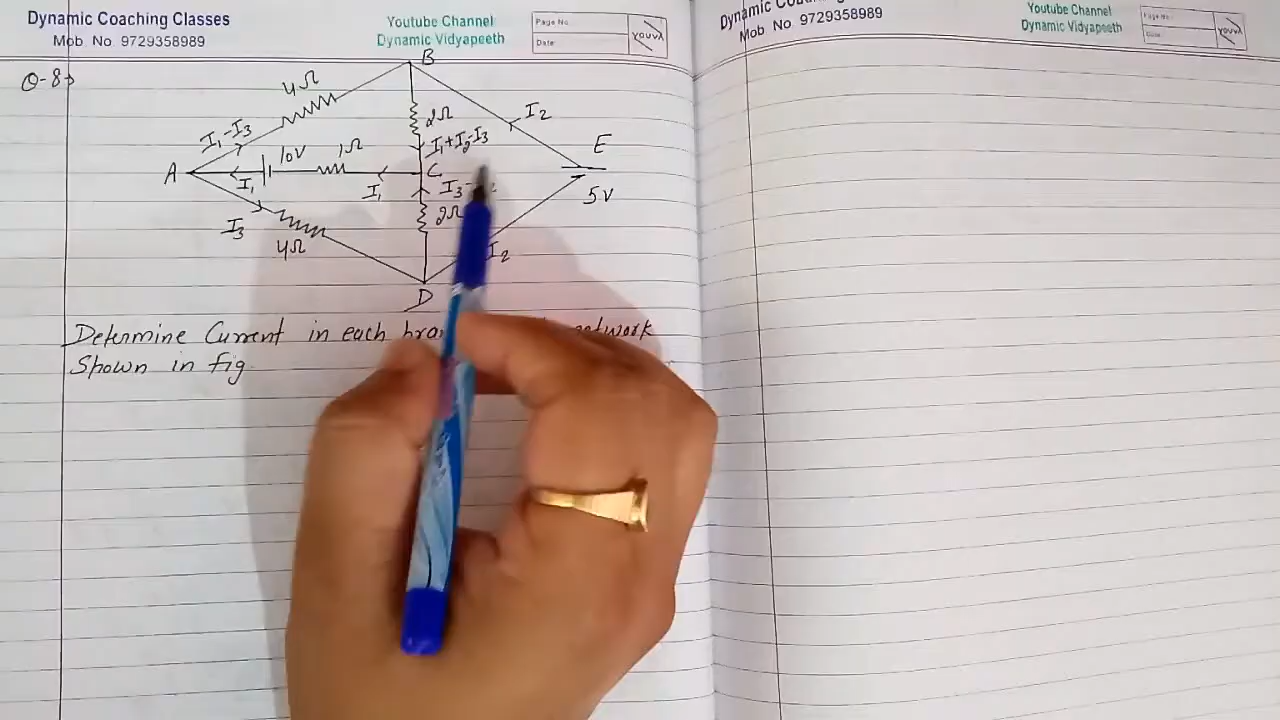 Dynamic Coaching Classes
Mob. No 9729358989
Youtube Channel
Dynamic Vidyapeeth
Page No.
Date:
YOUVA
Mob No 9729358989
Youtube Channel
Dynamic Vidyapeeth
YOUVA
Q-8
B
4Ω
2Ω
I2
I1-I3
I1+I2-I3
E
10V
1Ω
A
C
I1
I1
5V
I3
2Ω
4Ω
I2
D
Determine Current in each network
Shown in fig